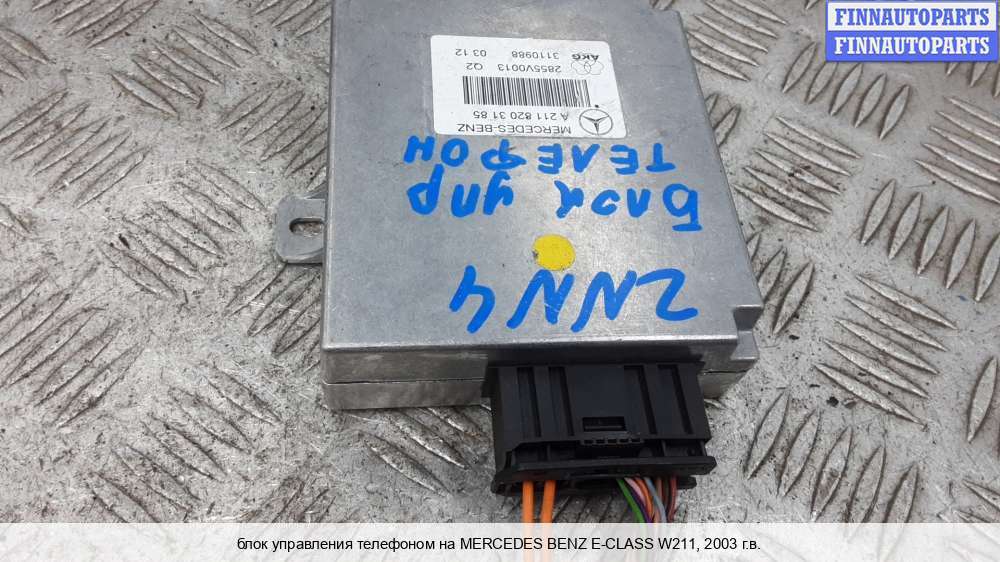 FINNAUTOPARTS
FINNAUTOPARTS
MERCEDES-BENZ
A 211 820 31 85
2855V0013 Q2
AKG 3110988 03 12
Блок упр
ТЕЛЕФОН
2NN4
блок управления телефоном на MERCEDES BENZ E-CLASS W211, 2003 г.в.